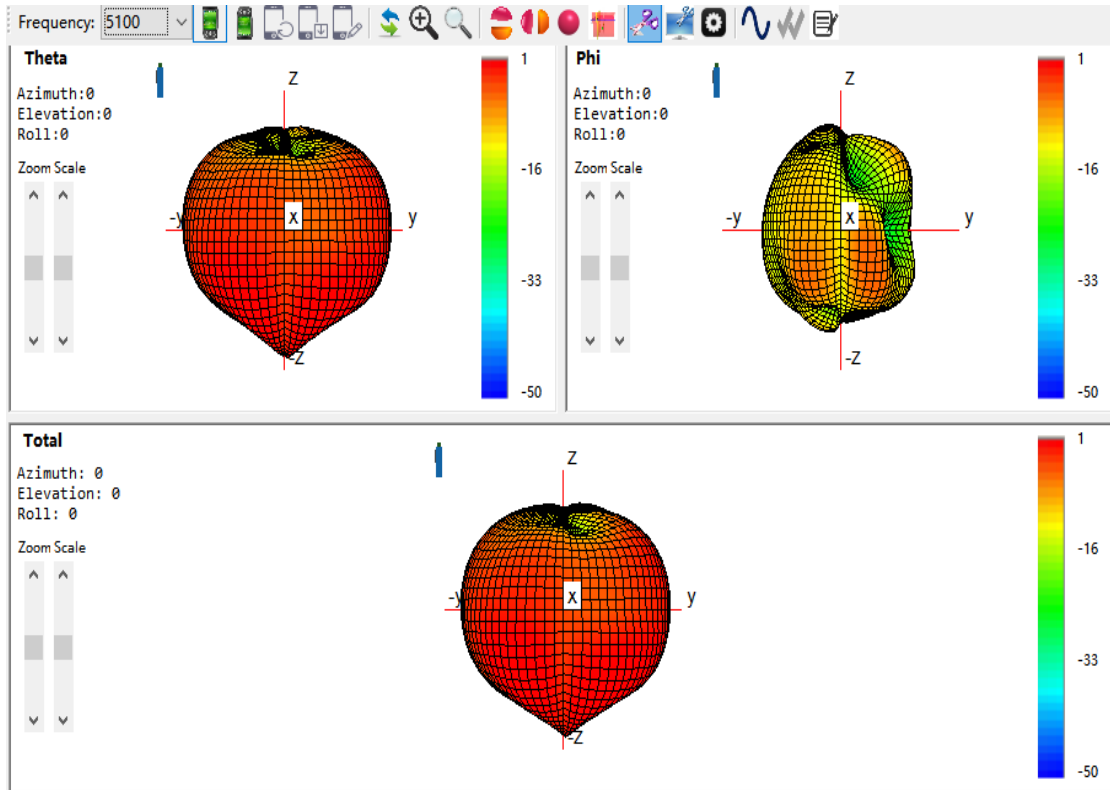 Frequency: 5100
Theta
Azimuth:0
Elevation:0
Roll:0
Zoom Scale
Z
-y
x
y
-Z
1
-16
-33
-50
Phi
Azimuth:0
Elevation:0
Roll:0
Zoom Scale
Z
-y
x
y
-Z
1
-16
-33
-50
Total
Azimuth: 0
Elevation: 0
Roll: 0
Zoom Scale
Z
-y
x
y
-Z
1
-16
-33
-50